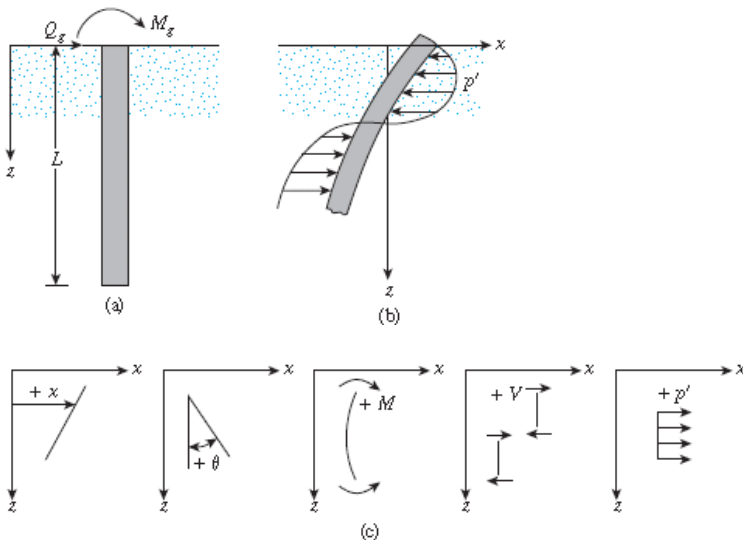 Q_g
M_g
L
z
(a)
x
p′
z
(b)
x
+ x
z
x
+ θ
z
x
+ M
z
x
+ V
z
x
+ p′
z
(c)